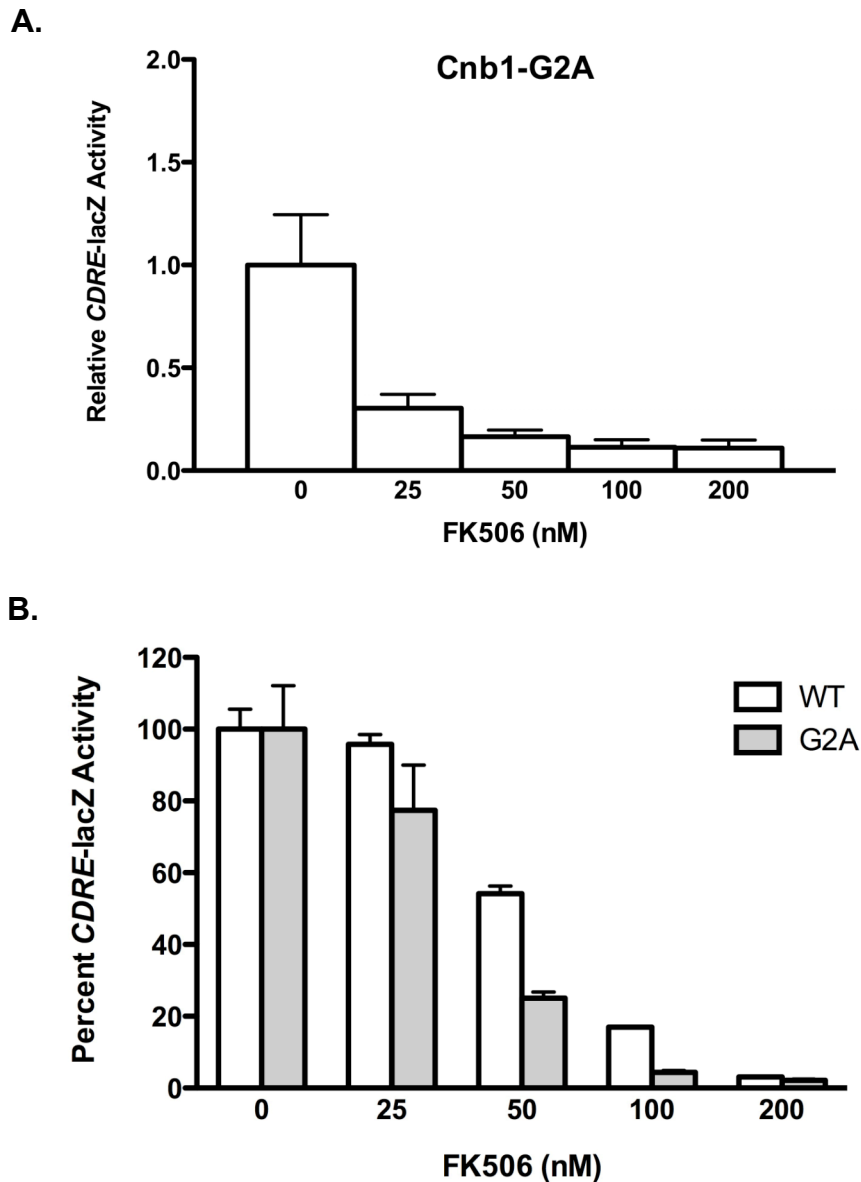 A.
Cnb1-G2A
Relative CDRE-lacZ Activity
2.0
1.5
1.0
0.5
0.0
0 25 50 100 200
FK506 (nM)
B.
Percent CDRE-lacZ Activity
120
100
80
60
40
20
0
WT
G2A
0 25 50 100 200
FK506 (nM)